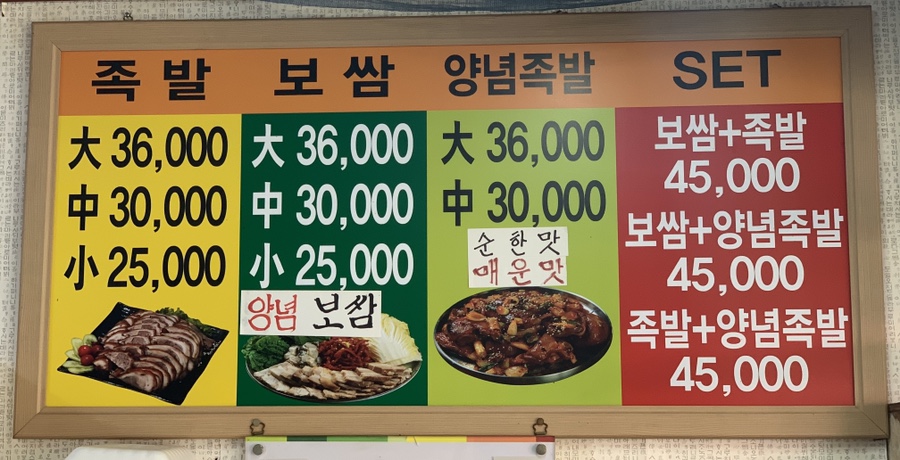 족발
大 36,000
中 30,000
小 25,000
보쌈
大 36,000
中 30,000
小 25,000
양념 보쌈
양념족발
大 36,000
中 30,000
순한맛
매운맛
SET
보쌈+족발
45,000
보쌈+양념족발
45,000
족발+양념족발
45,000